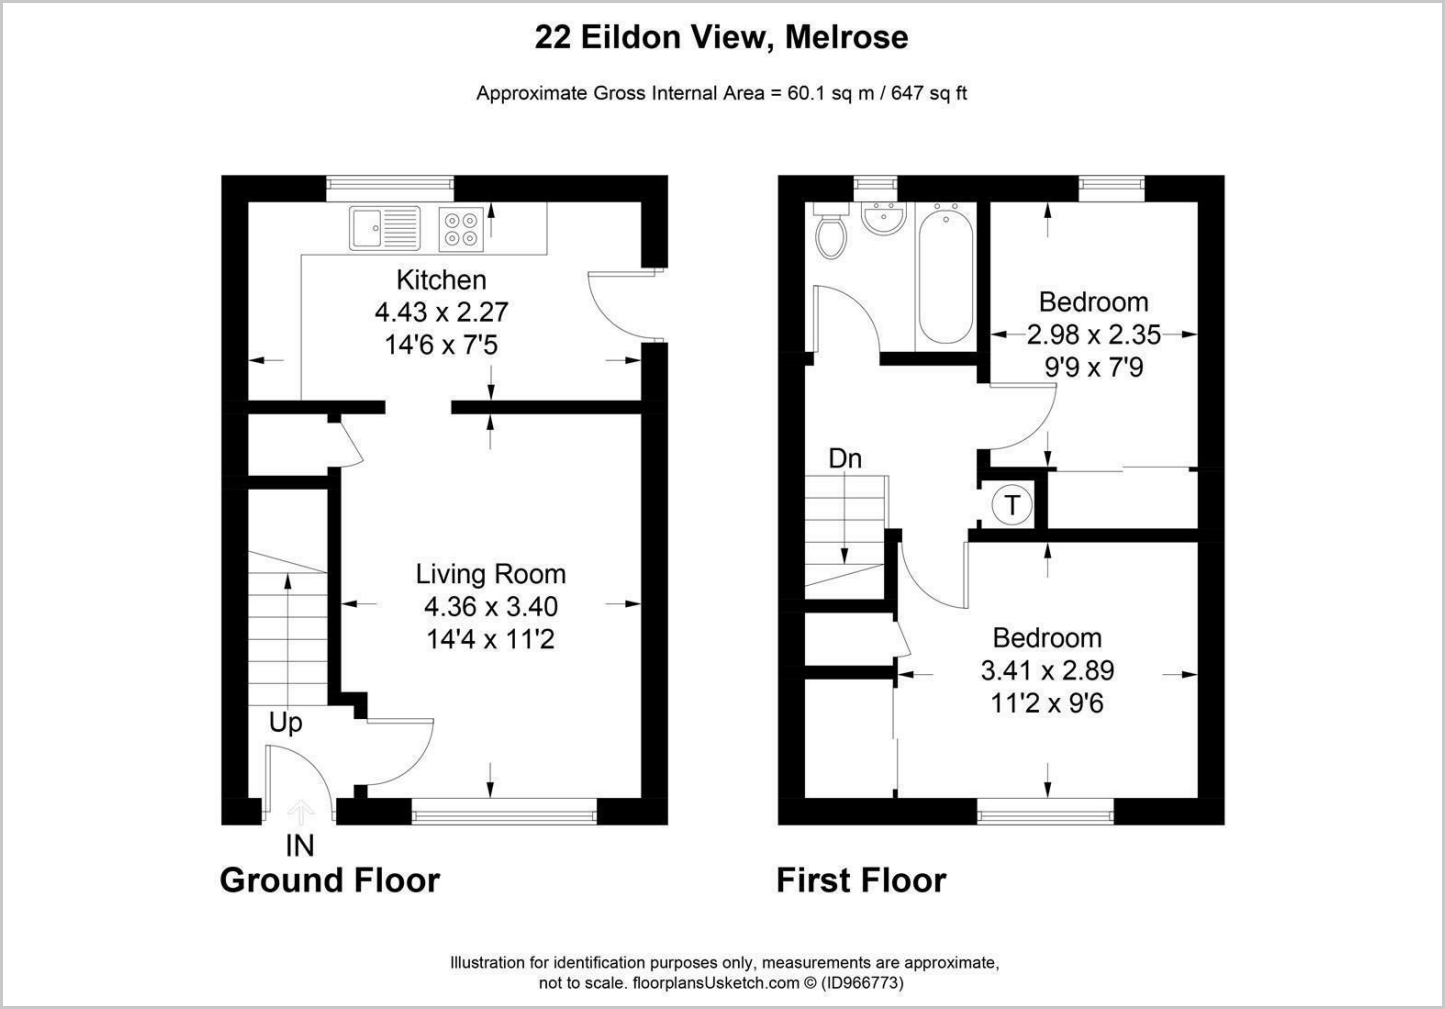 22 Eildon View, Melrose
Approximate Gross Internal Area = 60.1 sq m / 647 sq ft
Kitchen
4.43 x 2.27
14'6 x 7'5
Living Room
4.36 x 3.40
14'4 x 11'2
Up
IN
Ground Floor
Bedroom
2.98 x 2.35
9'9 x 7'9
Dn
T
Bedroom
3.41 x 2.89
11'2 x 9'6
First Floor
Illustration for identification purposes only, measurements are approximate,
not to scale. floorplansUsketch.com © (ID966773)